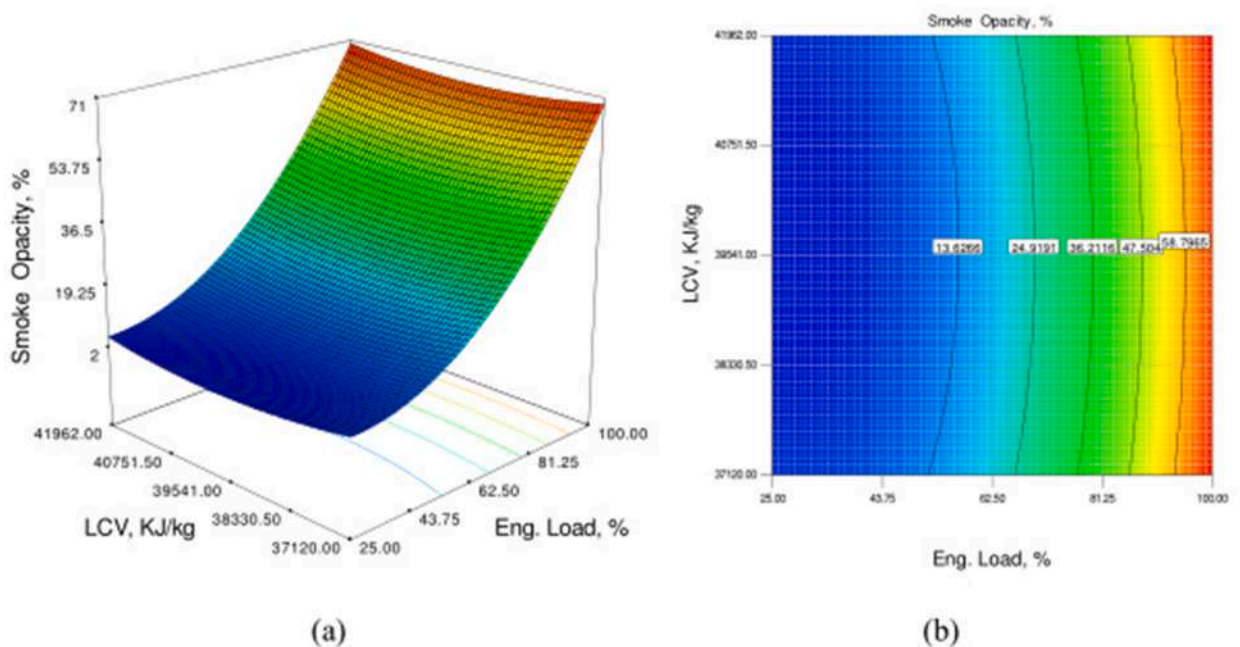 71
53.75
36.5
19.25
2
Smoke Opacity, %
41962.00
40751.50
39541.00
38330.50
37120.00
LCV, KJ/kg
25.00
43.75
62.50
81.25
100.00
Eng. Load, %
(a)
Smoke Opacity, %
41962.00
40751.50
39541.00
38330.50
37120.00
LCV, KJ/kg
13.6266 24.9191 36.2116 47.504 58.7965
25.00 43.75 62.50 81.25 100.00
Eng. Load, %
(b)